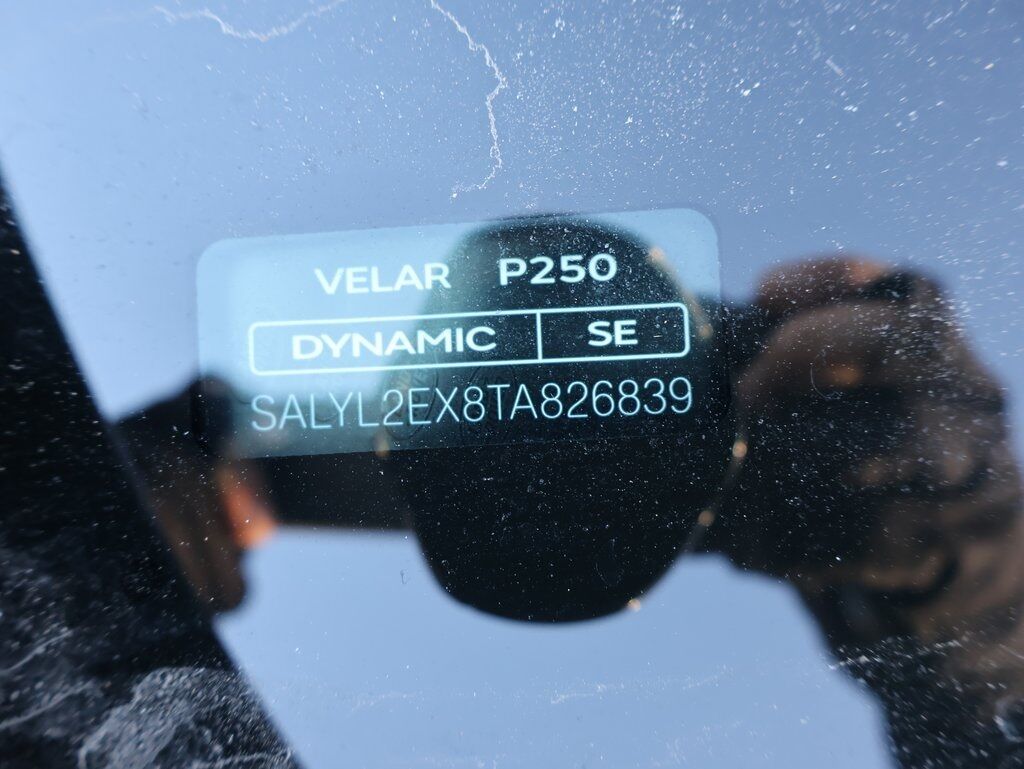 VELAR P250
DYNAMIC SE
SALYL2EX8TA826839